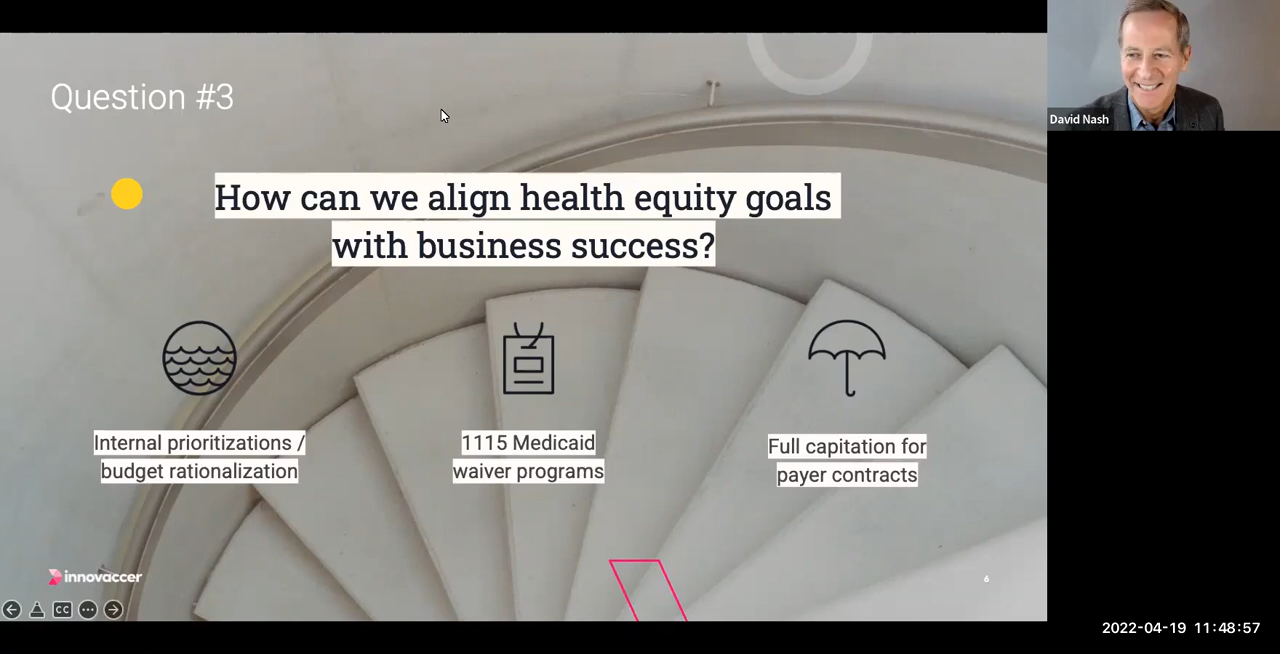 Question #3
How can we align health equity goals
with business success?
Internal prioritizations /
budget rationalization
1115 Medicaid
waiver programs
Full capitation for
payer contracts
innovaccer
6
CC
David Nash
2022-04-19 11:48:57